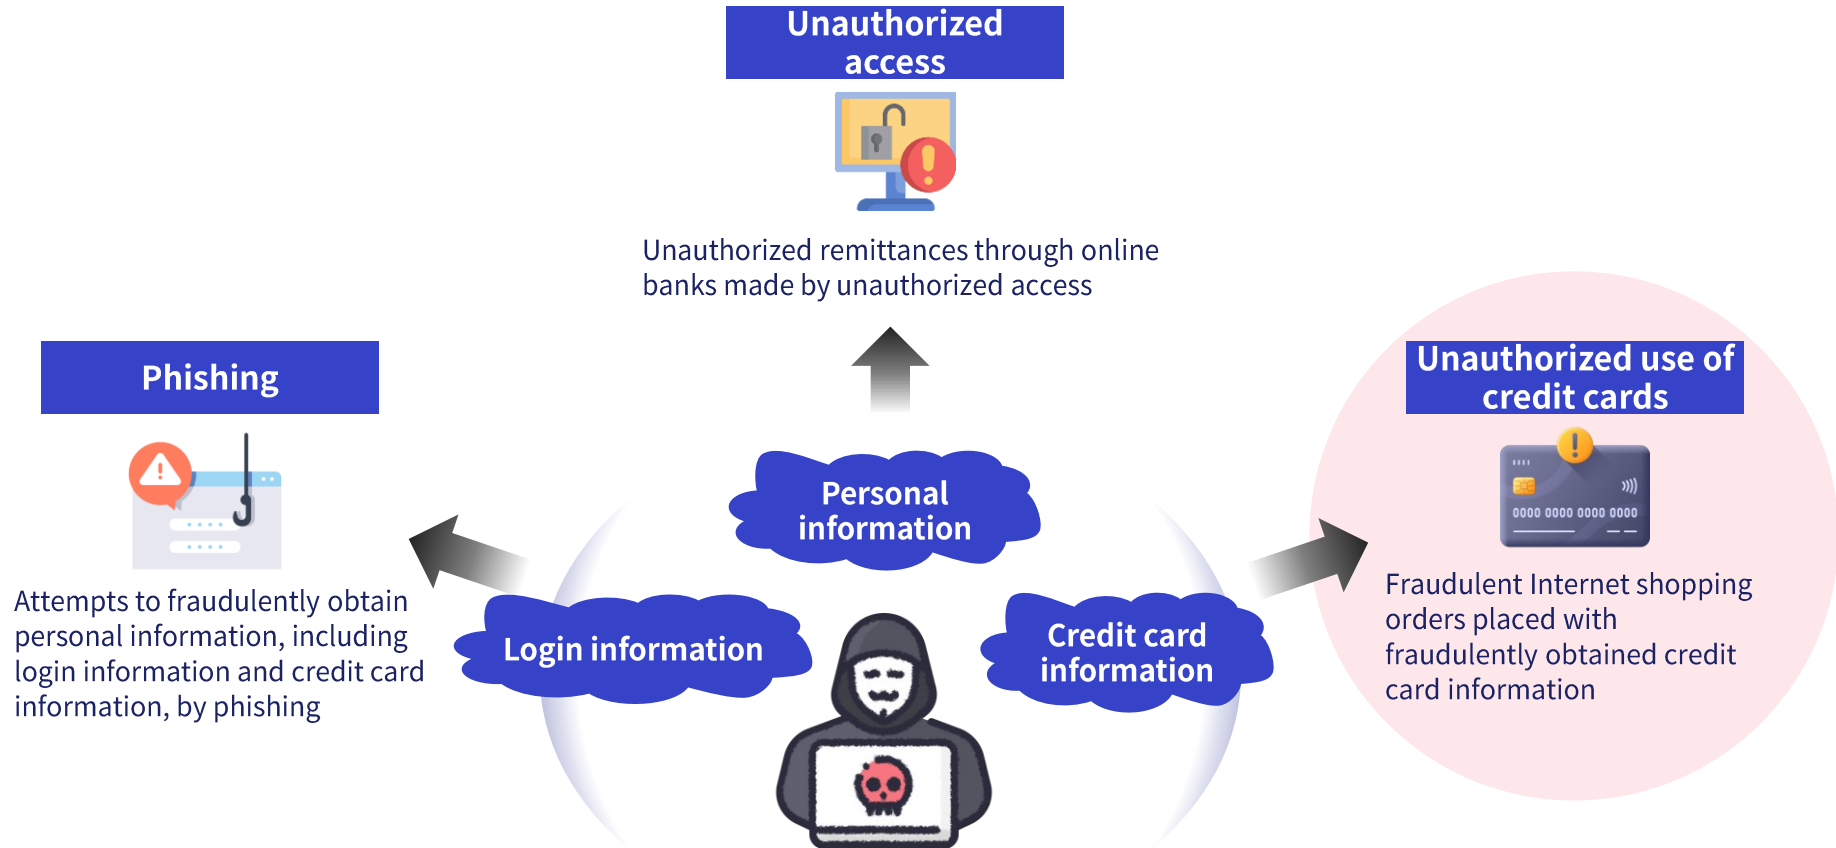 Unauthorized
access
Unauthorized remittances through online
banks made by unauthorized access
Phishing
Attempts to fraudulently obtain
personal information, including
login information and credit card
information, by phishing
Unauthorized use of
credit cards
0000 0000 0000 0000
Fraudulent Internet shopping
orders placed with
fraudulently obtained credit
card information
Personal
information
Login information
Credit card
information